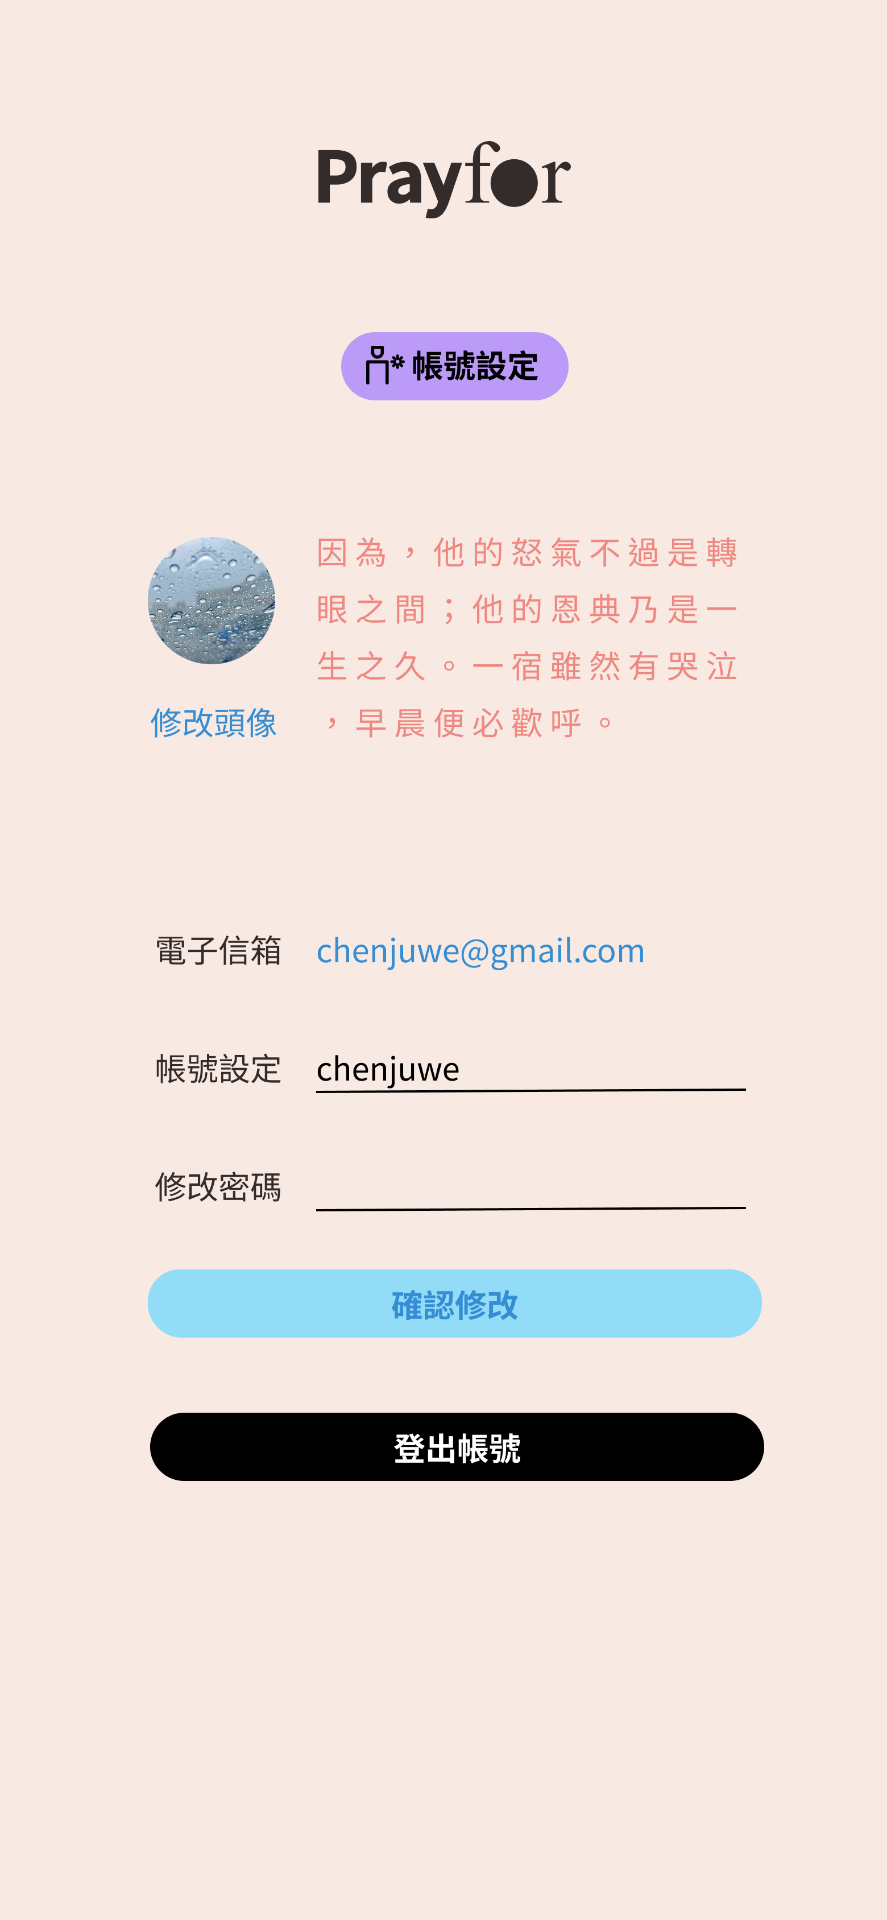 Prayfor
帳號設定
因為，他的怒氣不過是轉
眼之間；他的恩典乃是一
生之久。一宿雖然有哭泣
，早晨便必歡呼。
修改頭像
電子信箱 chenjuwe@gmail.com
帳號設定 chenjuwe
修改密碼
確認修改
登出帳號